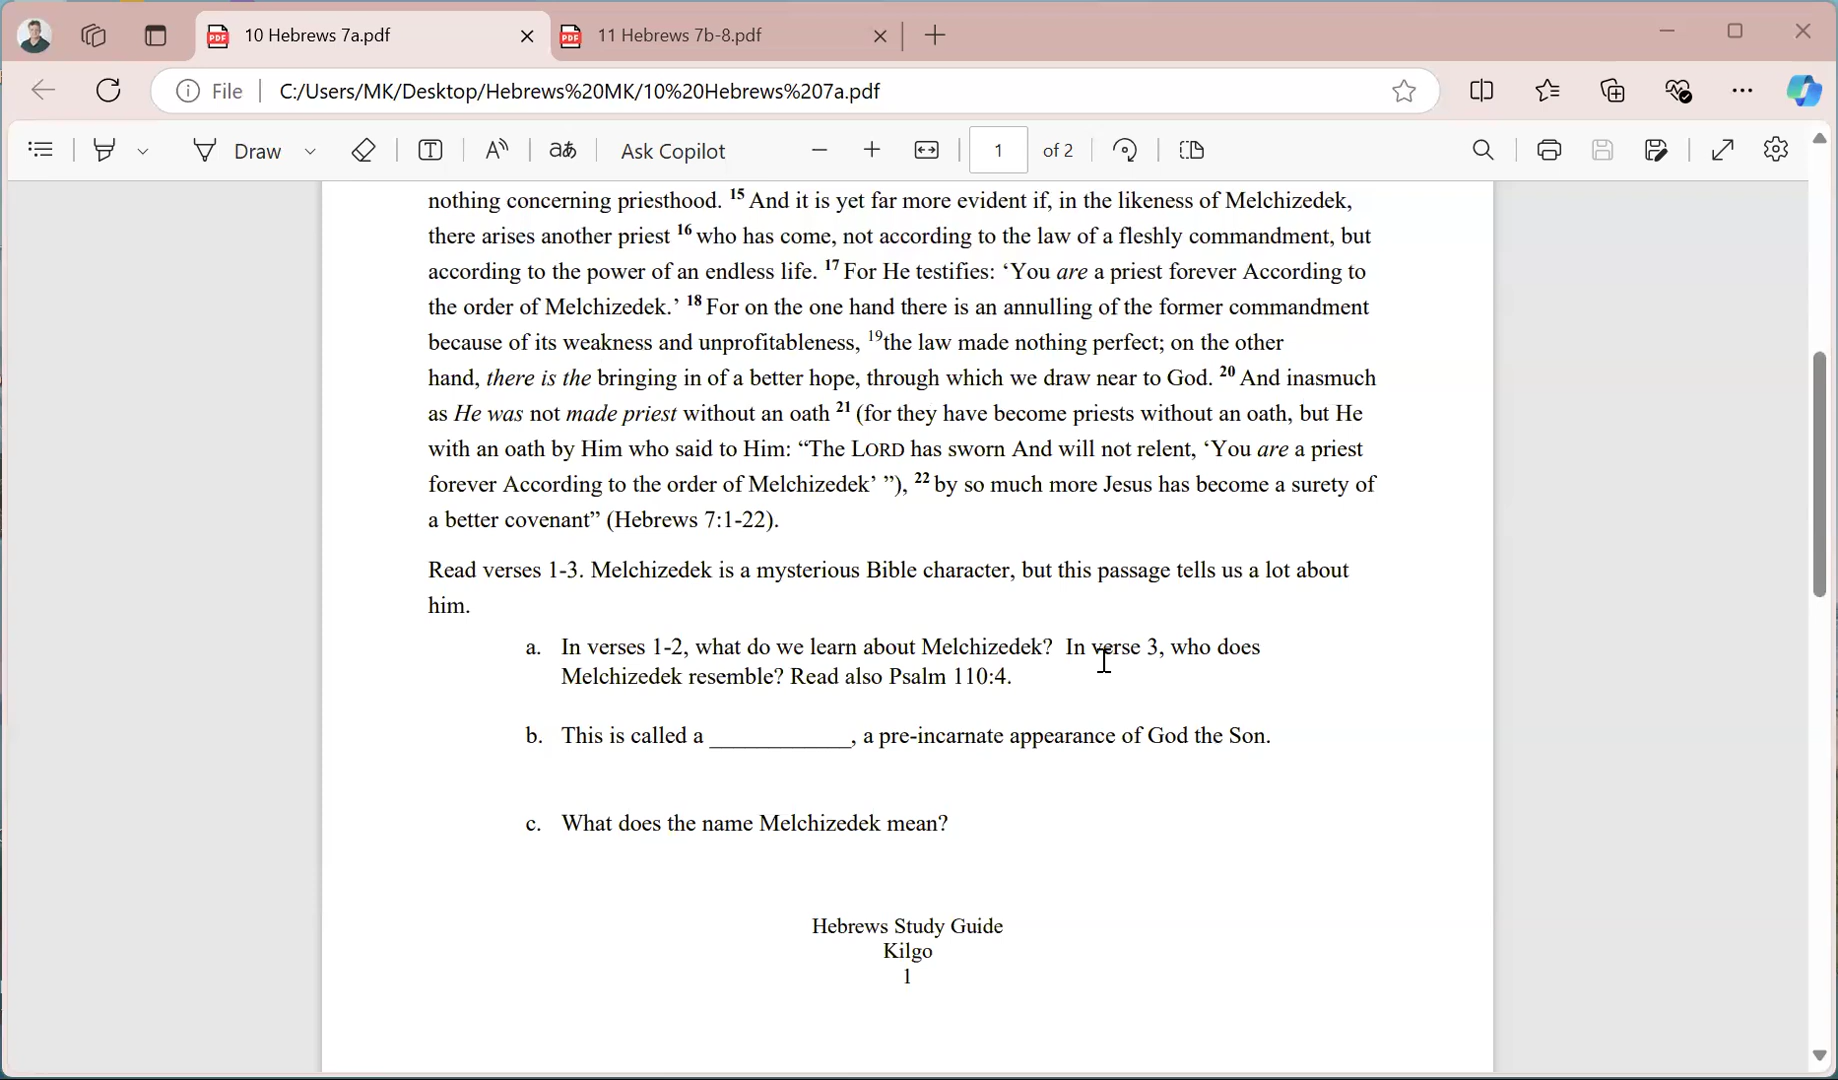 10 Hebrews 7a.pdf
11 Hebrews 7b-8.pdf
File
C:/Users/MK/Desktop/Hebrews%20MK/10%20Hebrews%207a.pdf
Draw
aあ
Ask Copilot
1 of 2
nothing concerning priesthood. 15 And it is yet far more evident if, in the likeness of Melchizedek,
there arises another priest 16 who has come, not according to the law of a fleshly commandment, but
according to the power of an endless life. 17 For He testifies: ‘You are a priest forever According to
the order of Melchizedek.’ 18 For on the one hand there is an annulling of the former commandment
because of its weakness and unprofitableness, 19the law made nothing perfect; on the other
hand, there is the bringing in of a better hope, through which we draw near to God. 20 And inasmuch
as He was not made priest without an oath 21 (for they have become priests without an oath, but He
with an oath by Him who said to Him: “The LORD has sworn And will not relent, ‘You are a priest
forever According to the order of Melchizedek’ ”), 22 by so much more Jesus has become a surety of
a better covenant” (Hebrews 7:1-22).
Read verses 1-3. Melchizedek is a mysterious Bible character, but this passage tells us a lot about
him.
a. In verses 1-2, what do we learn about Melchizedek? In verse 3, who does
Melchizedek resemble? Read also Psalm 110:4.
b. This is called a ____________, a pre-incarnate appearance of God the Son.
c. What does the name Melchizedek mean?
Hebrews Study Guide
Kilgo
1